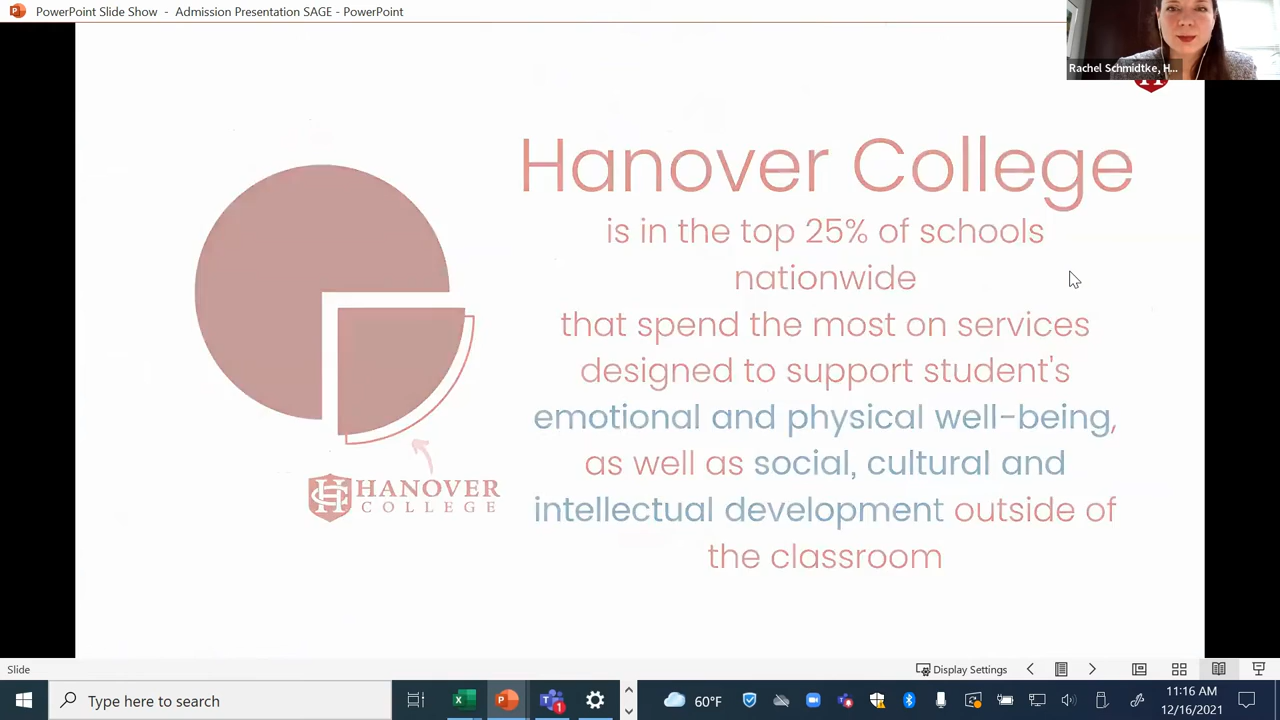 PowerPoint Slide Show - Admission Presentation SAGE - PowerPoint
Rachel Schmidtke, H...
Hanover College
is in the top 25% of schools
nationwide
that spend the most on services
designed to support student's
emotional and physical well-being,
as well as social, cultural and
intellectual development outside of
the classroom
HANOVER
COLLEGE
Slide
Display Settings
Type here to search
60°F
11:16 AM
12/16/2021